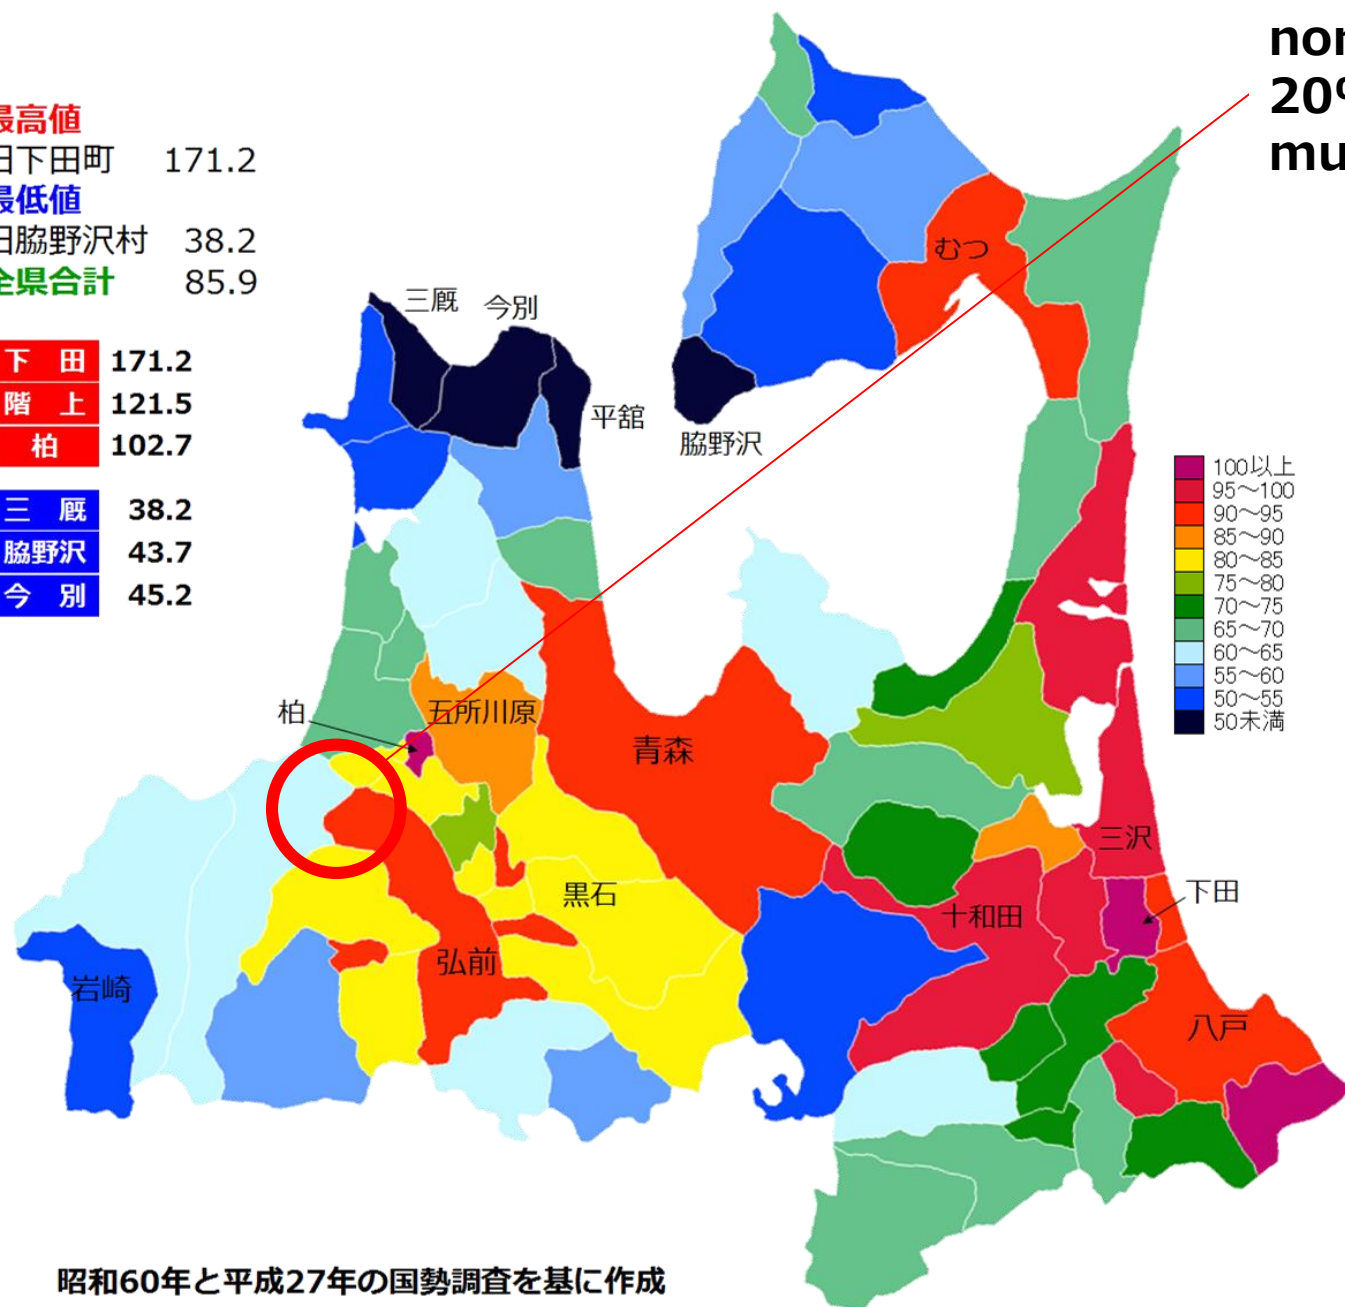 最高値
旧下田町 171.2
最低値
旧脇野沢村 38.2
全県合計 85.9
下田 171.2
階上 121.5
柏 102.7
三厩 38.2
脇野沢 43.7
今別 45.2
三厩
今別
平舘
脇野沢
むつ
柏
五所川原
青森
黒石
弘前
岩崎
十和田
三沢
下田
八戸
100以上
95～100
90～95
85～90
80～85
75～80
70～75
65～70
60～65
55～60
50～55
50未満
昭和60年と平成27年の国勢調査を基に作成